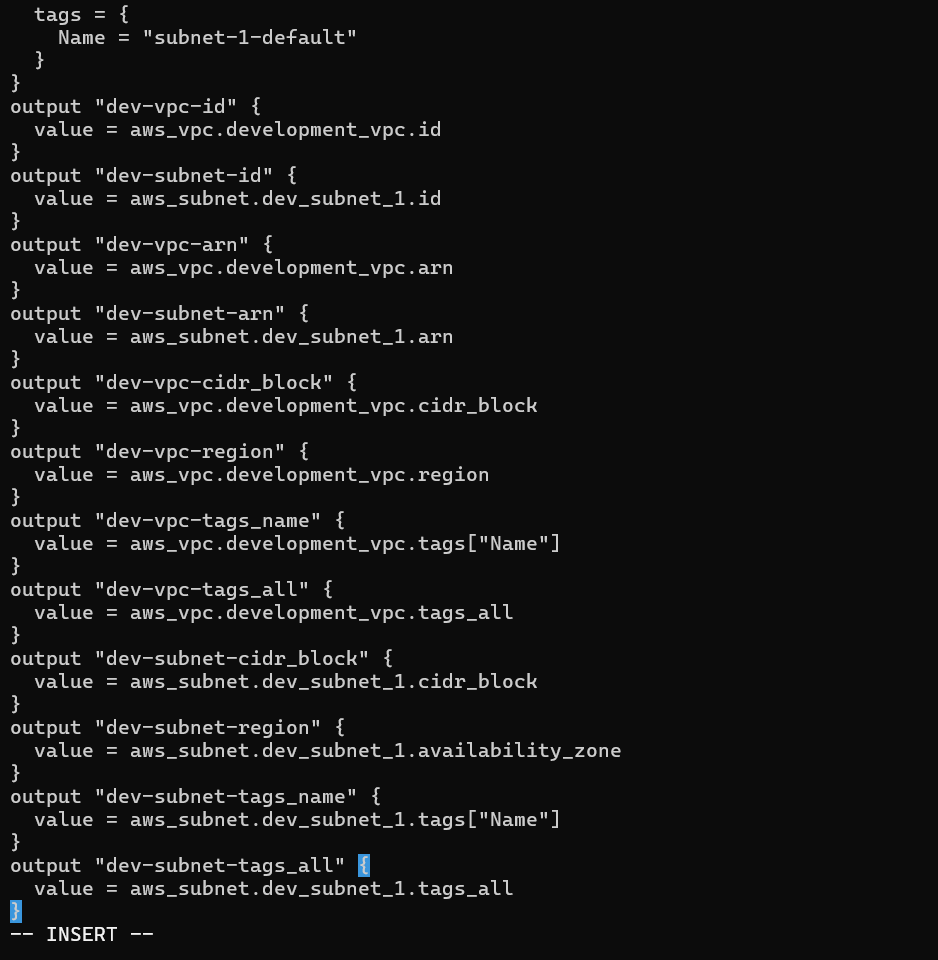 tags = {
    Name = "subnet-1-default"
  }
}
output "dev-vpc-id" {
  value = aws_vpc.development_vpc.id
}
output "dev-subnet-id" {
  value = aws_subnet.dev_subnet_1.id
}
output "dev-vpc-arn" {
  value = aws_vpc.development_vpc.arn
}
output "dev-subnet-arn" {
  value = aws_subnet.dev_subnet_1.arn
}
output "dev-vpc-cidr_block" {
  value = aws_vpc.development_vpc.cidr_block
}
output "dev-vpc-region" {
  value = aws_vpc.development_vpc.region
}
output "dev-vpc-tags_name" {
  value = aws_vpc.development_vpc.tags["Name"]
}
output "dev-vpc-tags_all" {
  value = aws_vpc.development_vpc.tags_all
}
output "dev-subnet-cidr_block" {
  value = aws_subnet.dev_subnet_1.cidr_block
}
output "dev-subnet-region" {
  value = aws_subnet.dev_subnet_1.availability_zone
}
output "dev-subnet-tags_name" {
  value = aws_subnet.dev_subnet_1.tags["Name"]
}
output "dev-subnet-tags_all" {
  value = aws_subnet.dev_subnet_1.tags_all
}
-- INSERT --